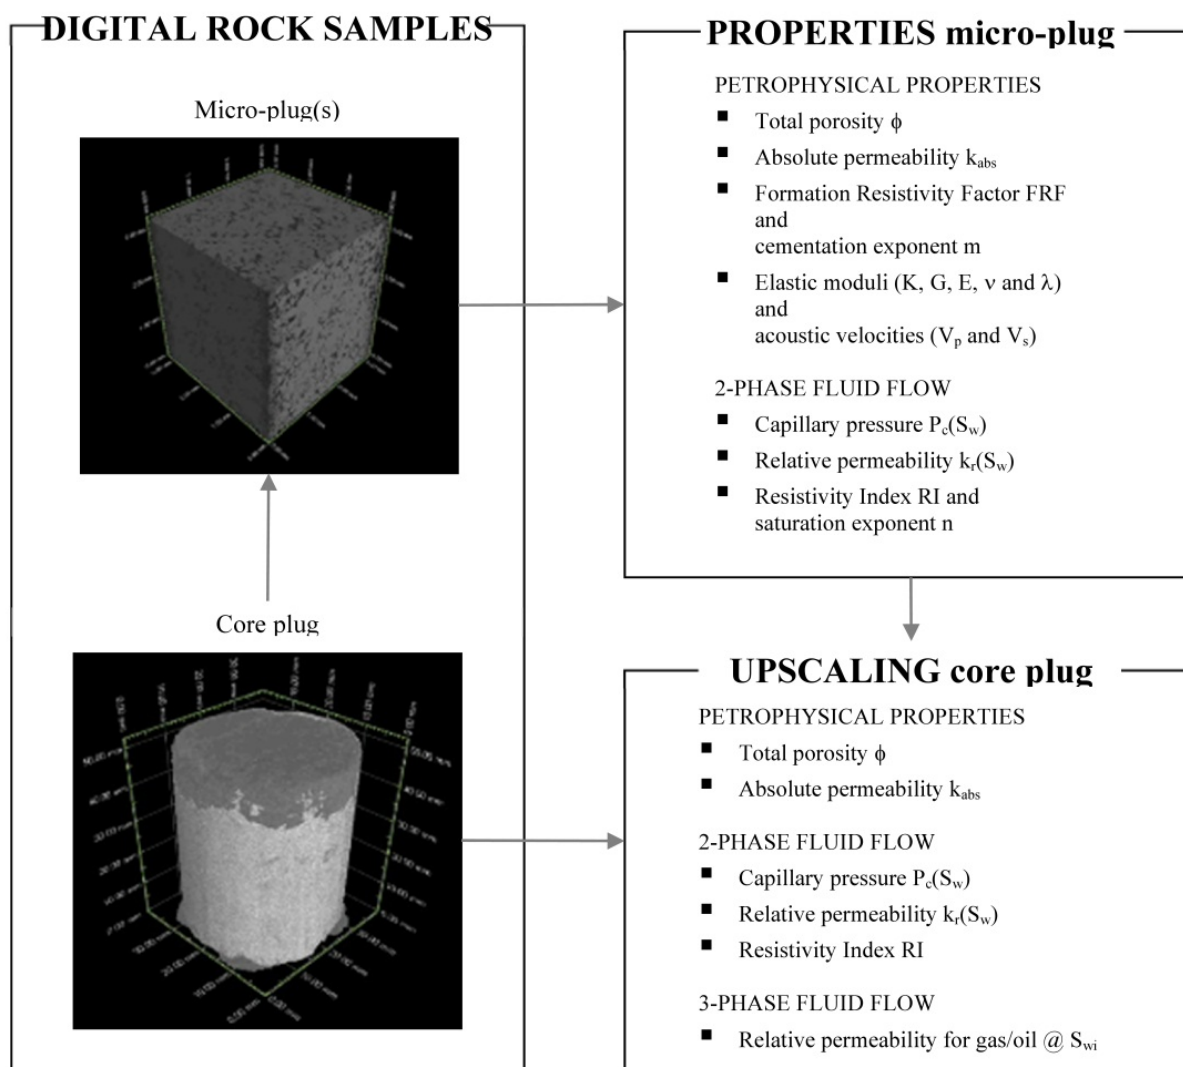 DIGITAL ROCK SAMPLES
Micro-plug(s)
Core plug
PROPERTIES micro-plug
PETROPHYSICAL PROPERTIES
▪ Total porosity ϕ
▪ Absolute permeability kabs
▪ Formation Resistivity Factor FRF
and
cementation exponent m
▪ Elastic moduli (K, G, E, ν and λ)
and
acoustic velocities (Vp and Vs)
2-PHASE FLUID FLOW
▪ Capillary pressure Pc(Sw)
▪ Relative permeability kr(Sw)
▪ Resistivity Index RI and
saturation exponent n
UPSCALING core plug
PETROPHYSICAL PROPERTIES
▪ Total porosity ϕ
▪ Absolute permeability kabs
2-PHASE FLUID FLOW
▪ Capillary pressure Pc(Sw)
▪ Relative permeability kr(Sw)
▪ Resistivity Index RI
3-PHASE FLUID FLOW
▪ Relative permeability for gas/oil @ Swi